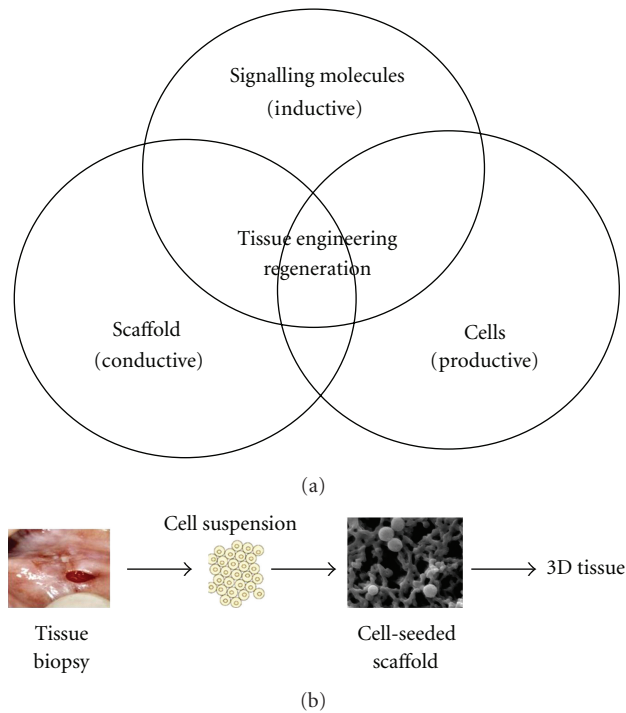 Signalling molecules
(inductive)
Tissue engineering
regeneration
Scaffold
(conductive)
Cells
(productive)
(a)
Cell suspension
3D tissue
Tissue
biopsy
Cell-seeded
scaffold
(b)